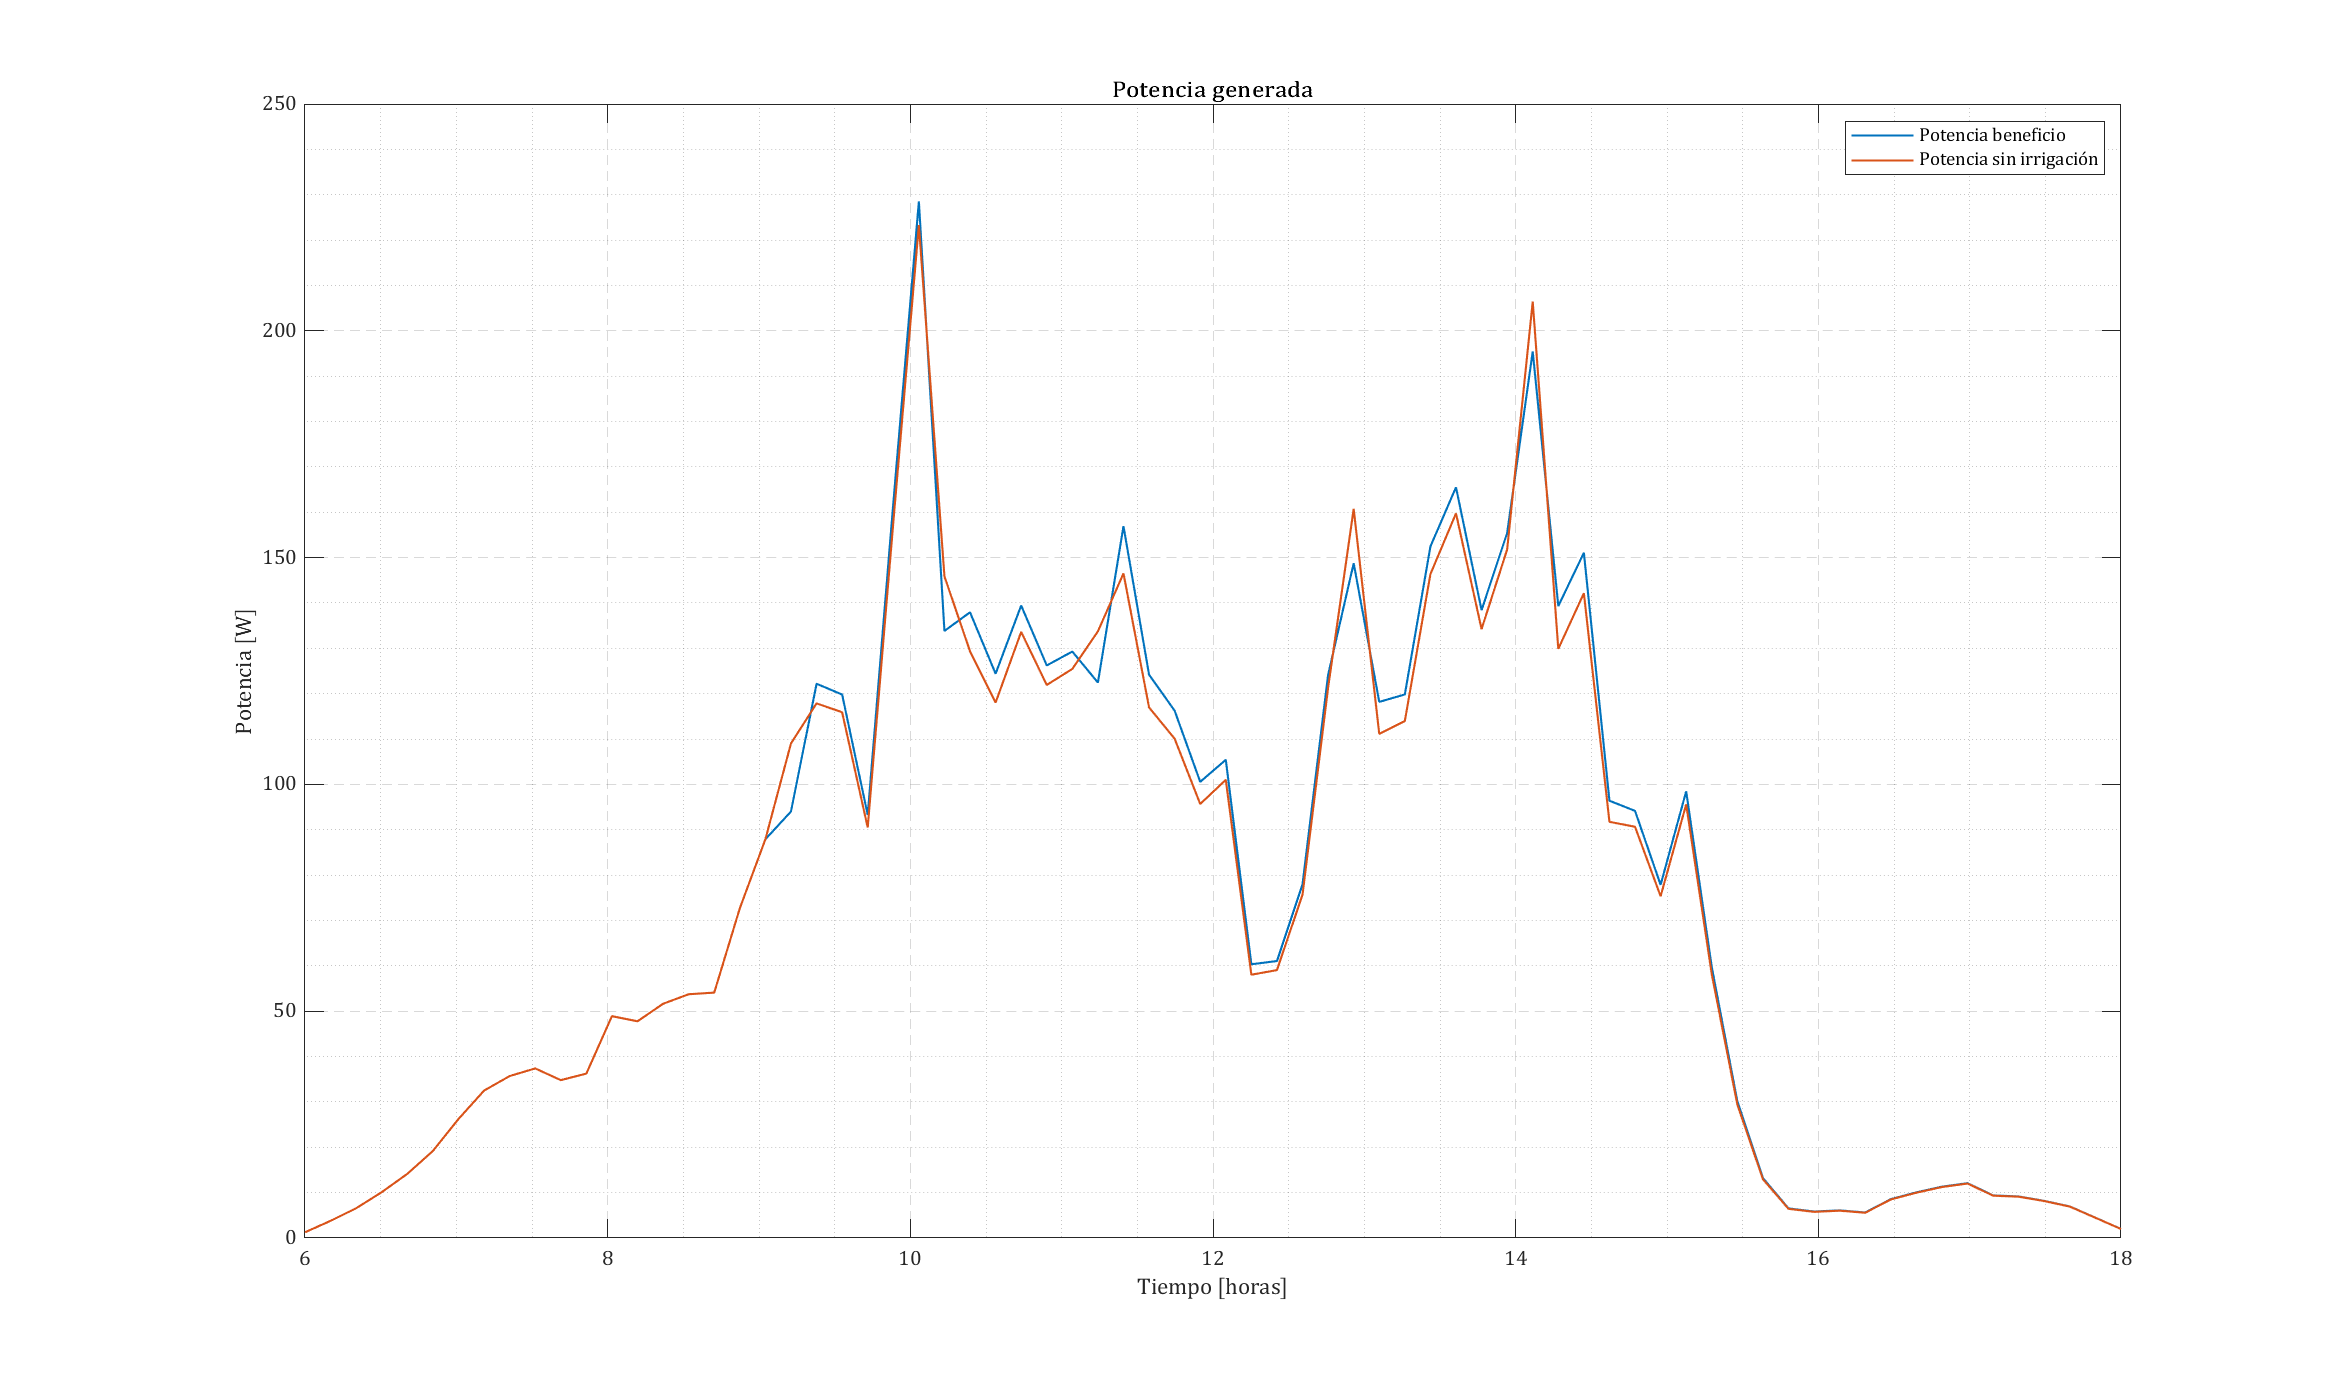 Potencia generada
250
200
150
100
50
0
Potencia [W]
Potencia beneficio
Potencia sin irrigación
6 8 10 12 14 16 18
Tiempo [horas]